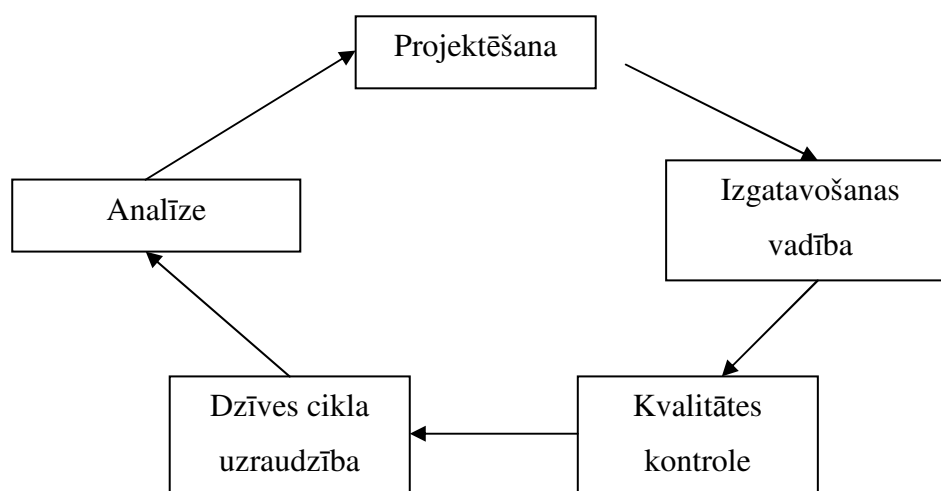 Projektēšana
Analīze
Izgatavošanas
vadība
Dzīves cikla
uzraudzība
Kvalitātes
kontrole